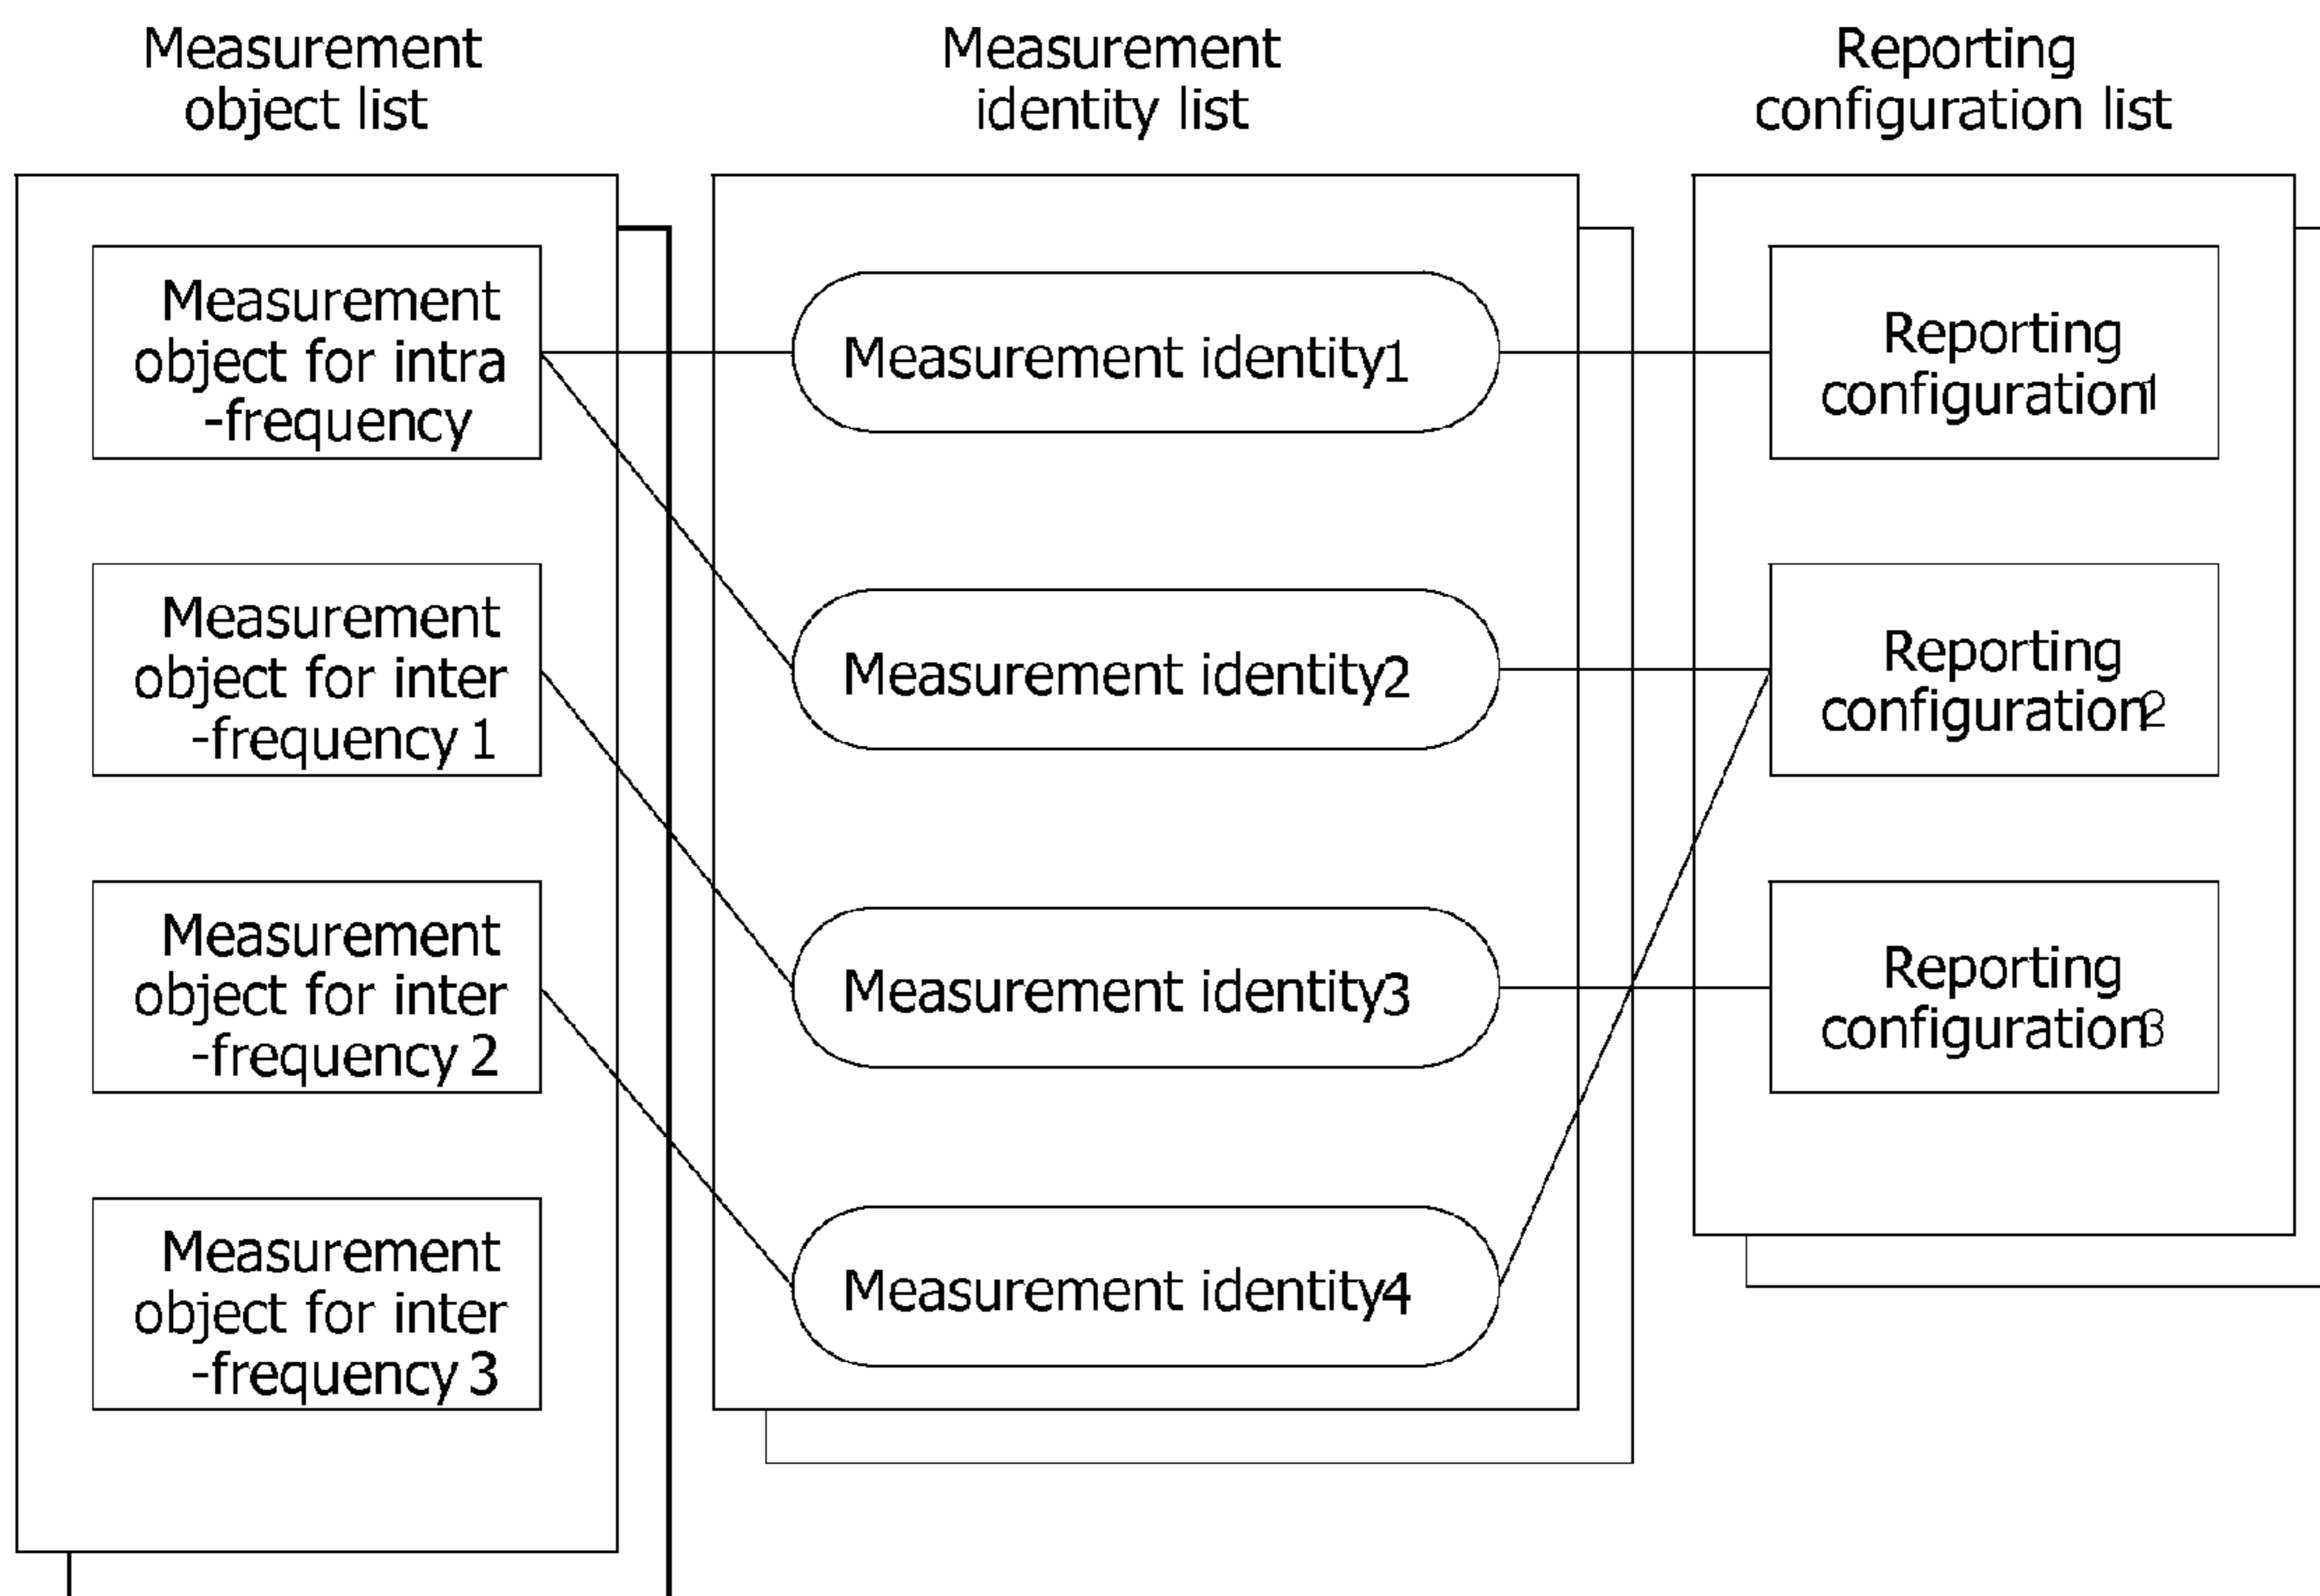 Measurement
object list
Measurement
identity list
Reporting
configuration list
Measurement
object for intra
-frequency
Measurement
object for inter
-frequency 1
Measurement
object for inter
-frequency 2
Measurement
object for inter
-frequency 3
Measurement identity1
Measurement identity2
Measurement identity3
Measurement identity4
Reporting
configuration1
Reporting
configuration2
Reporting
configuration3